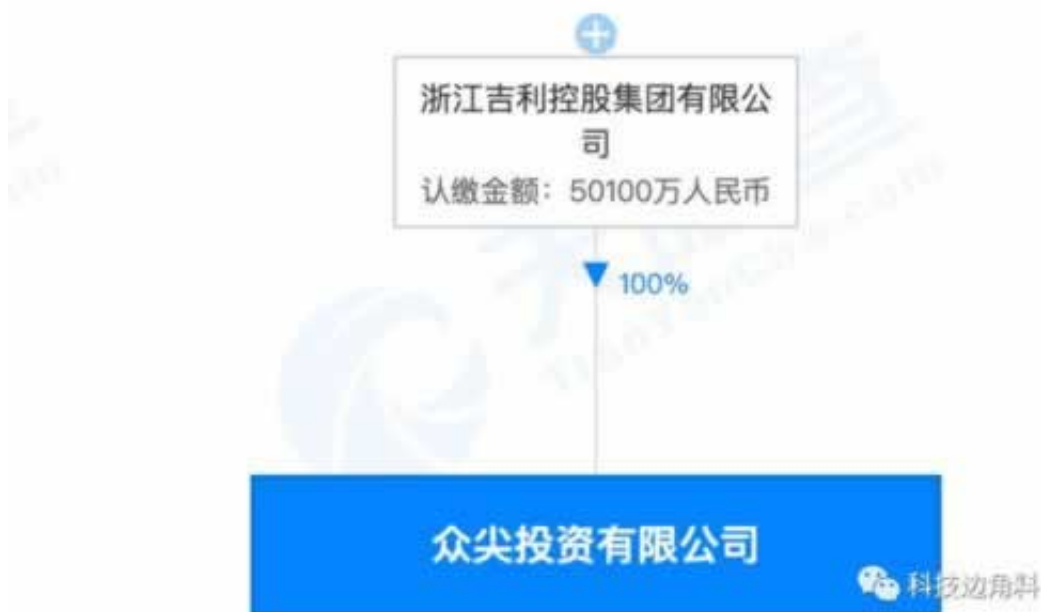 浙江吉利控股集团有限公
司
认缴金额：50100万人民币
100%
众尖投资有限公司
科技边角料